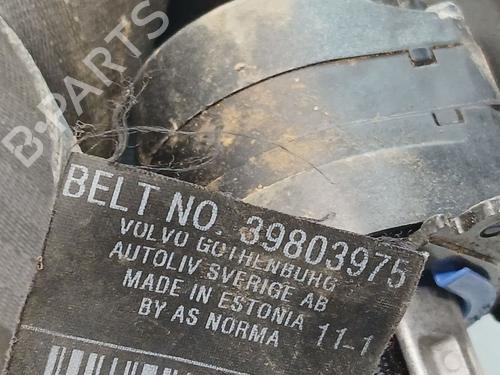 B-PARTS
BELT NO. 39803975
VOLVO GOTHENBURG
AUTOLIV SVERIGE AB
MADE IN ESTONIA 11-1
BY AS NORMA